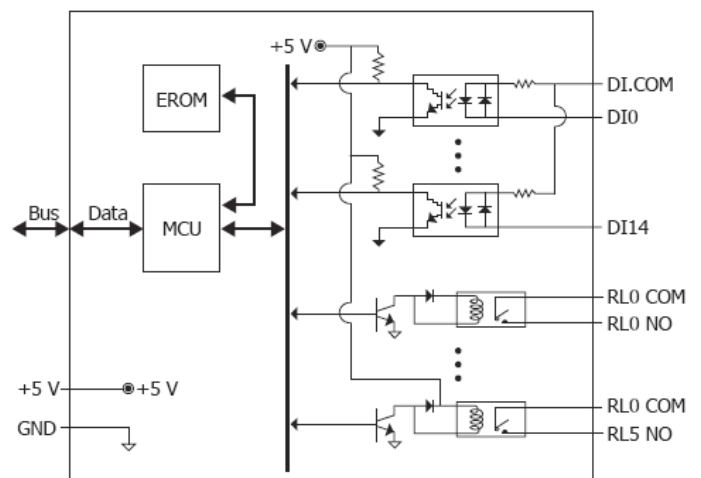 +5 V
EROM
DI.COM
DI0
Bus
Data
MCU
DI14
RL0 COM
RL0 NO
+5 V
+5 V
RL0 COM
GND
RL5 NO